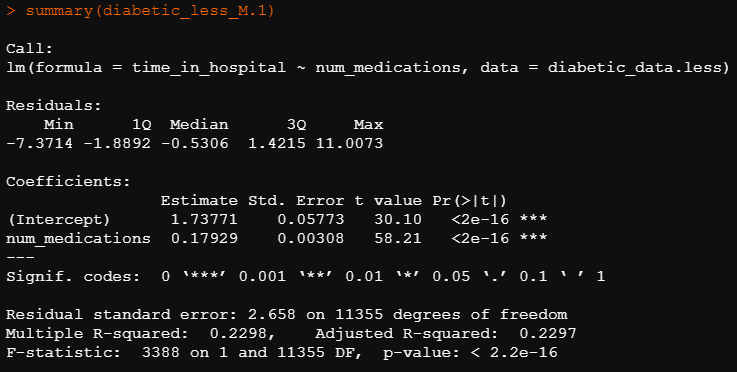 > summary(diabetic_less_M.1)

Call:
lm(formula = time_in_hospital ~ num_medications, data = diabetic_data.less)

Residuals:
    Min      1Q  Median      3Q     Max
-7.3714 -1.8892 -0.5306  1.4215 11.0073

Coefficients:
                Estimate Std. Error t value Pr(>|t|)
(Intercept)      1.73771    0.05773   30.10   <2e-16 ***
num_medications  0.17929    0.00308   58.21   <2e-16 ***
---
Signif. codes:  0 ‘***’ 0.001 ‘**’ 0.01 ‘*’ 0.05 ‘.’ 0.1 ‘ ’ 1

Residual standard error: 2.658 on 11355 degrees of freedom
Multiple R-squared:  0.2298,    Adjusted R-squared:  0.2297
F-statistic:  3388 on 1 and 11355 DF,  p-value: < 2.2e-16